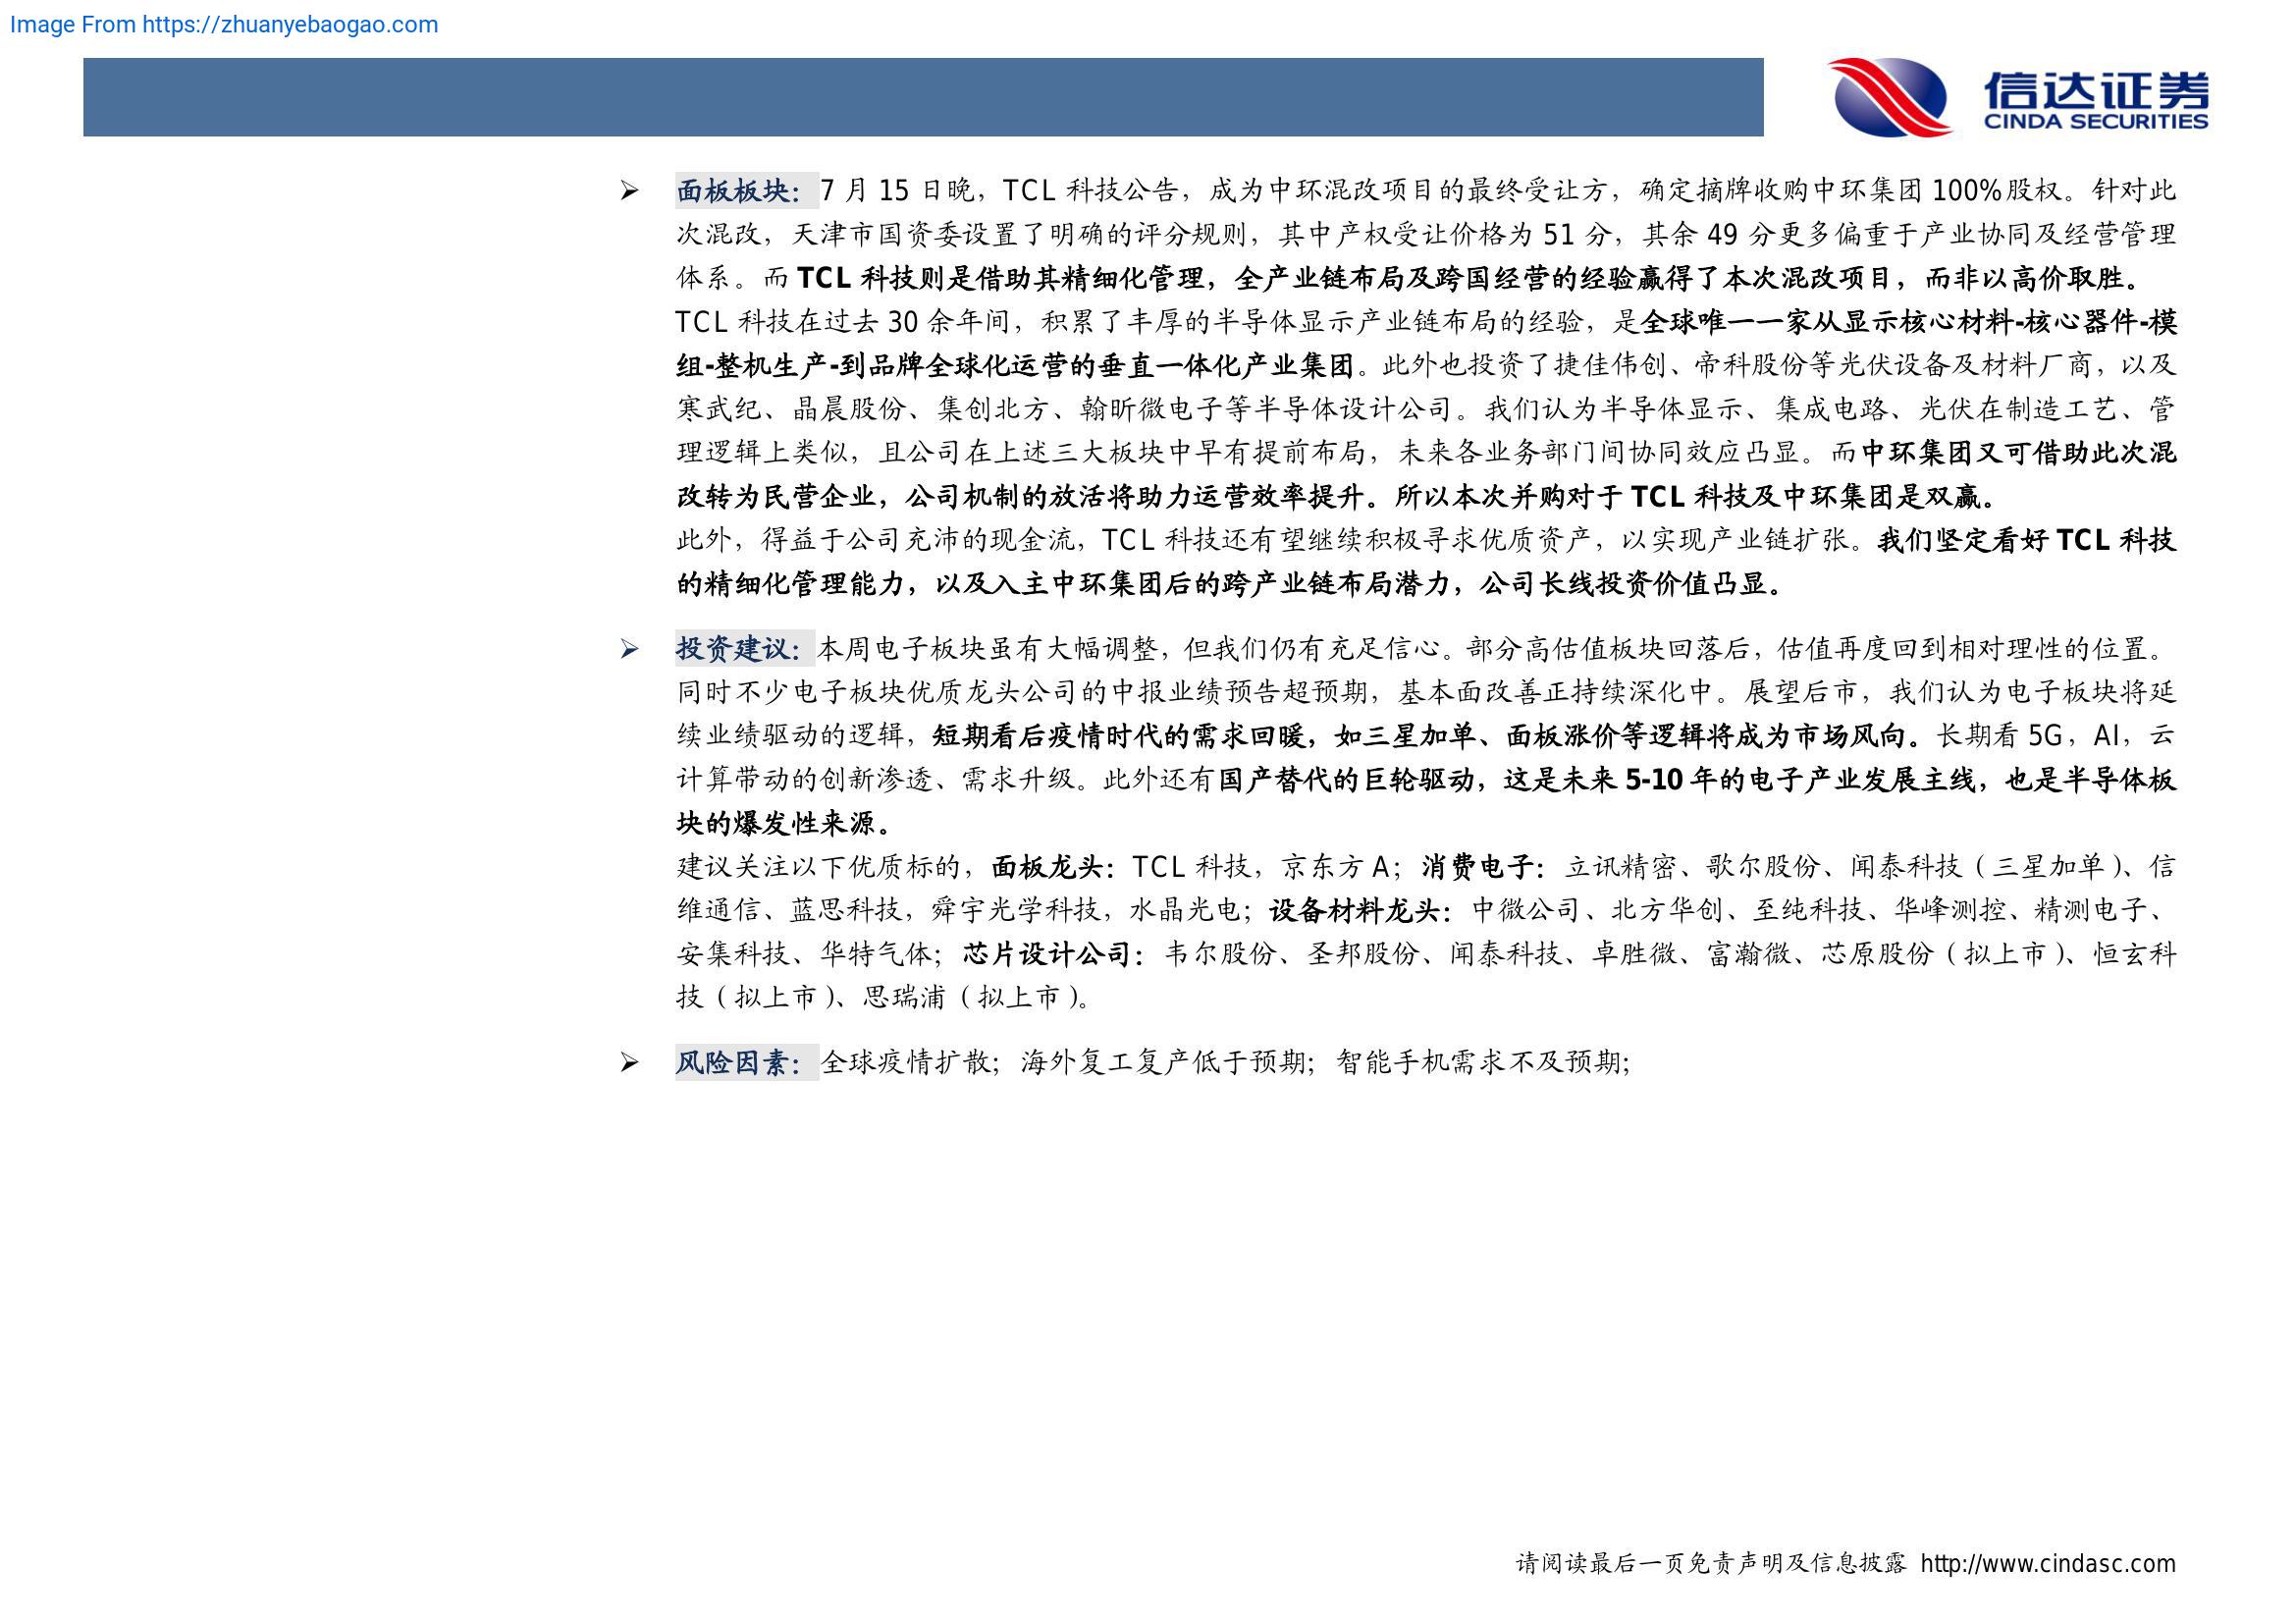 Image From https://zhuanyebaogao.com
信达证券
CINDA SECURITIES
➢ 面板板块：7 月 15 日晚，TCL 科技公告，成为中环混改项目的最终受让方，确定摘牌收购中环集团 100%股权。针对此
次混改，天津市国资委设置了明确的评分规则，其中产权受让价格为 51 分，其余 49 分更多偏重于产业协同及经营管理
体系。而 TCL 科技则是借助其精细化管理，全产业链布局及跨国经营的经验赢得了本次混改项目，而非以高价取胜。
TCL 科技在过去 30 余年间，积累了丰厚的半导体显示产业链布局的经验，是全球唯一一家从显示核心材料-核心器件-模
组-整机生产-到品牌全球化运营的垂直一体化产业集团。此外也投资了捷佳伟创、帝科股份等光伏设备及材料厂商，以及
寒武纪、晶晨股份、集创北方、翰昕微电子等半导体设计公司。我们认为半导体显示、集成电路、光伏在制造工艺、管
理逻辑上类似，且公司在上述三大板块中早有提前布局，未来各业务部门间协同效应凸显。而中环集团又可借助此次混
改转为民营企业，公司机制的放活将助力运营效率提升。所以本次并购对于 TCL 科技及中环集团是双赢。
此外，得益于公司充沛的现金流，TCL 科技还有望继续积极寻求优质资产，以实现产业链扩张。我们坚定看好 TCL 科技
的精细化管理能力，以及入主中环集团后的跨产业链布局潜力，公司长线投资价值凸显。
➢ 投资建议：本周电子板块虽有大幅调整，但我们仍有充足信心。部分高估值板块回落后，估值再度回到相对理性的位置。
同时不少电子板块优质龙头公司的中报业绩预告超预期，基本面改善正持续深化中。展望后市，我们认为电子板块将延
续业绩驱动的逻辑，短期看后疫情时代的需求回暖，如三星加单、面板涨价等逻辑将成为市场风向。长期看 5G，AI，云
计算带动的创新渗透、需求升级。此外还有国产替代的巨轮驱动，这是未来 5-10 年的电子产业发展主线，也是半导体板
块的爆发性来源。
建议关注以下优质标的，面板龙头：TCL 科技，京东方 A；消费电子：立讯精密、歌尔股份、闻泰科技（三星加单）、信
维通信、蓝思科技，舜宇光学科技，水晶光电；设备材料龙头：中微公司、北方华创、至纯科技、华峰测控、精测电子、
安集科技、华特气体；芯片设计公司：韦尔股份、圣邦股份、闻泰科技、卓胜微、富瀚微、芯原股份（拟上市）、恒玄科
技（拟上市）、思瑞浦（拟上市）。
➢ 风险因素：全球疫情扩散；海外复工复产低于预期；智能手机需求不及预期；
请阅读最后一页免责声明及信息披露 http://www.cindasc.com